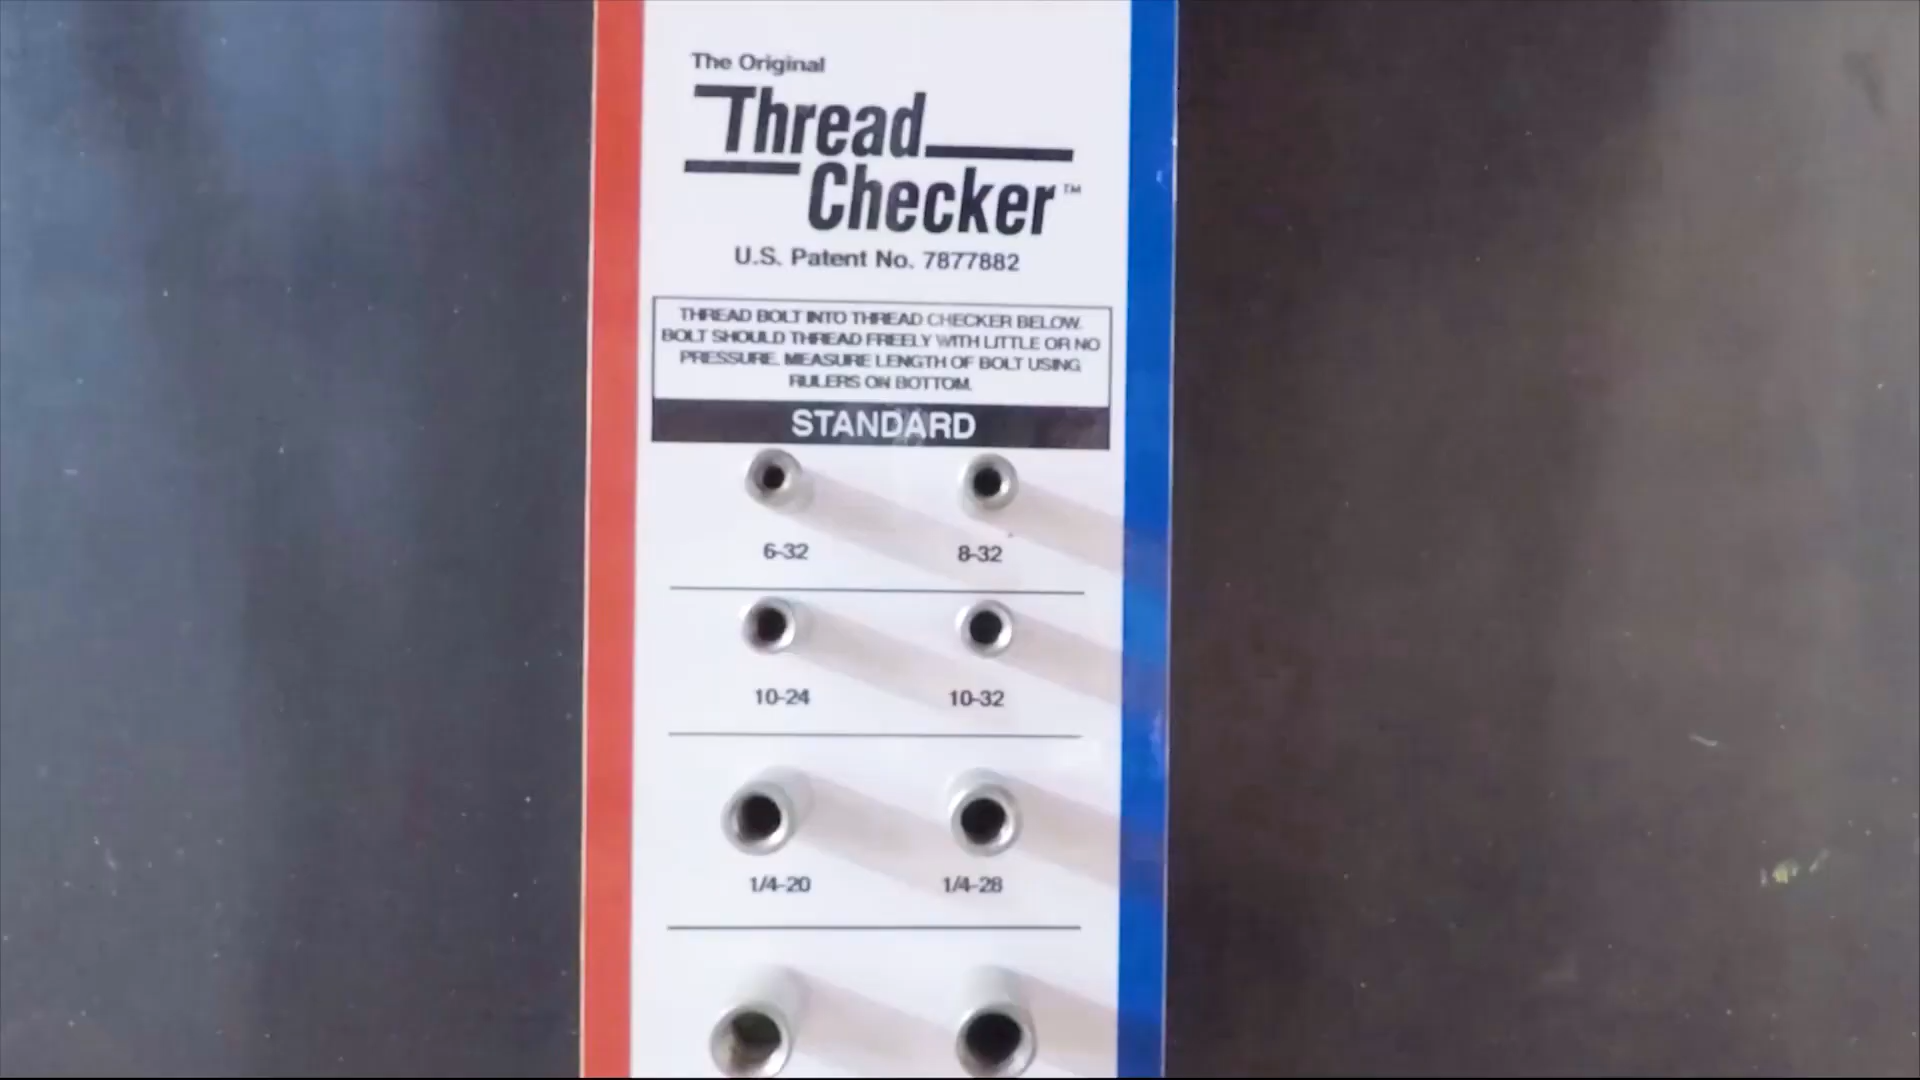 The Original
Thread
Checker™
U.S. Patent No. 7877882
THREAD BOLT INTO THREAD CHECKER BELOW.
BOLT SHOULD THREAD FREELY WITH LITTLE OR NO
PRESSURE. MEASURE LENGTH OF BOLT USING
RULERS ON BOTTOM.
STANDARD
6-32 8-32
10-24 10-32
1/4-20 1/4-28